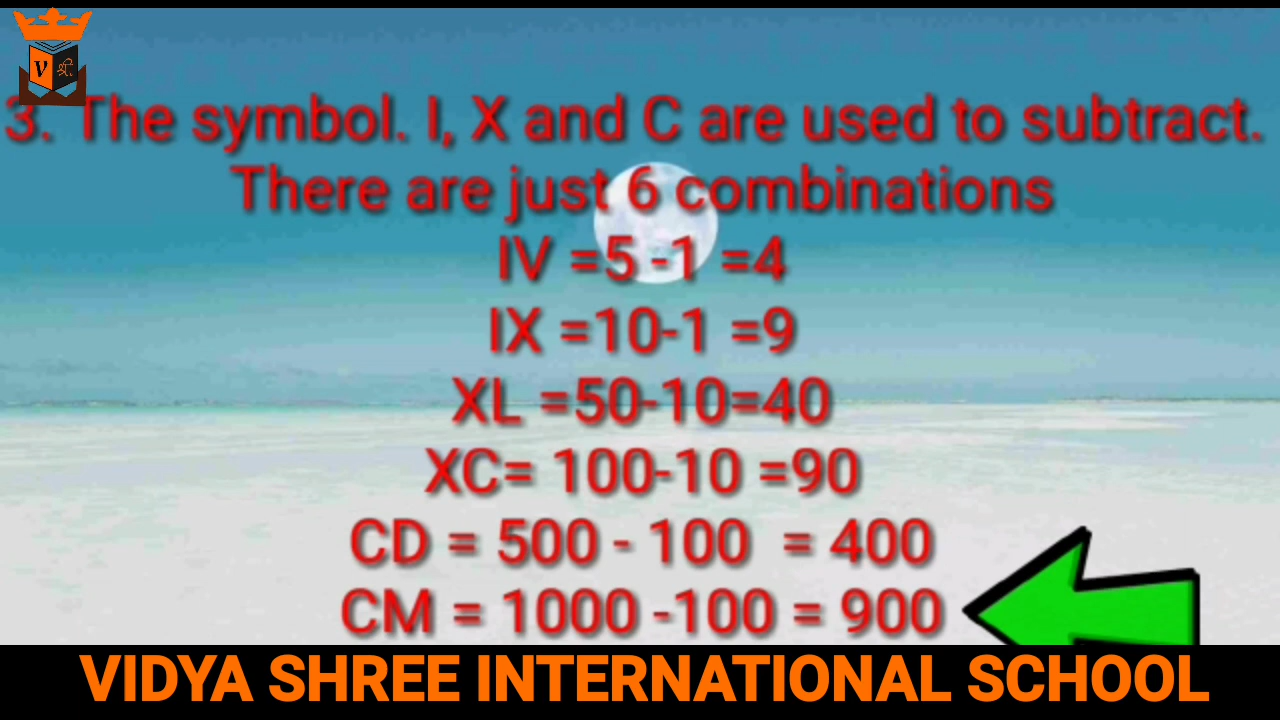 V श्री
3. The symbol. I, X and C are used to subtract.
There are just 6 combinations
IV =5 -1 =4
IX =10-1 =9
XL =50-10=40
XC= 100-10 =90
CD = 500 - 100 = 400
CM = 1000 -100 = 900
VIDYA SHREE INTERNATIONAL SCHOOL